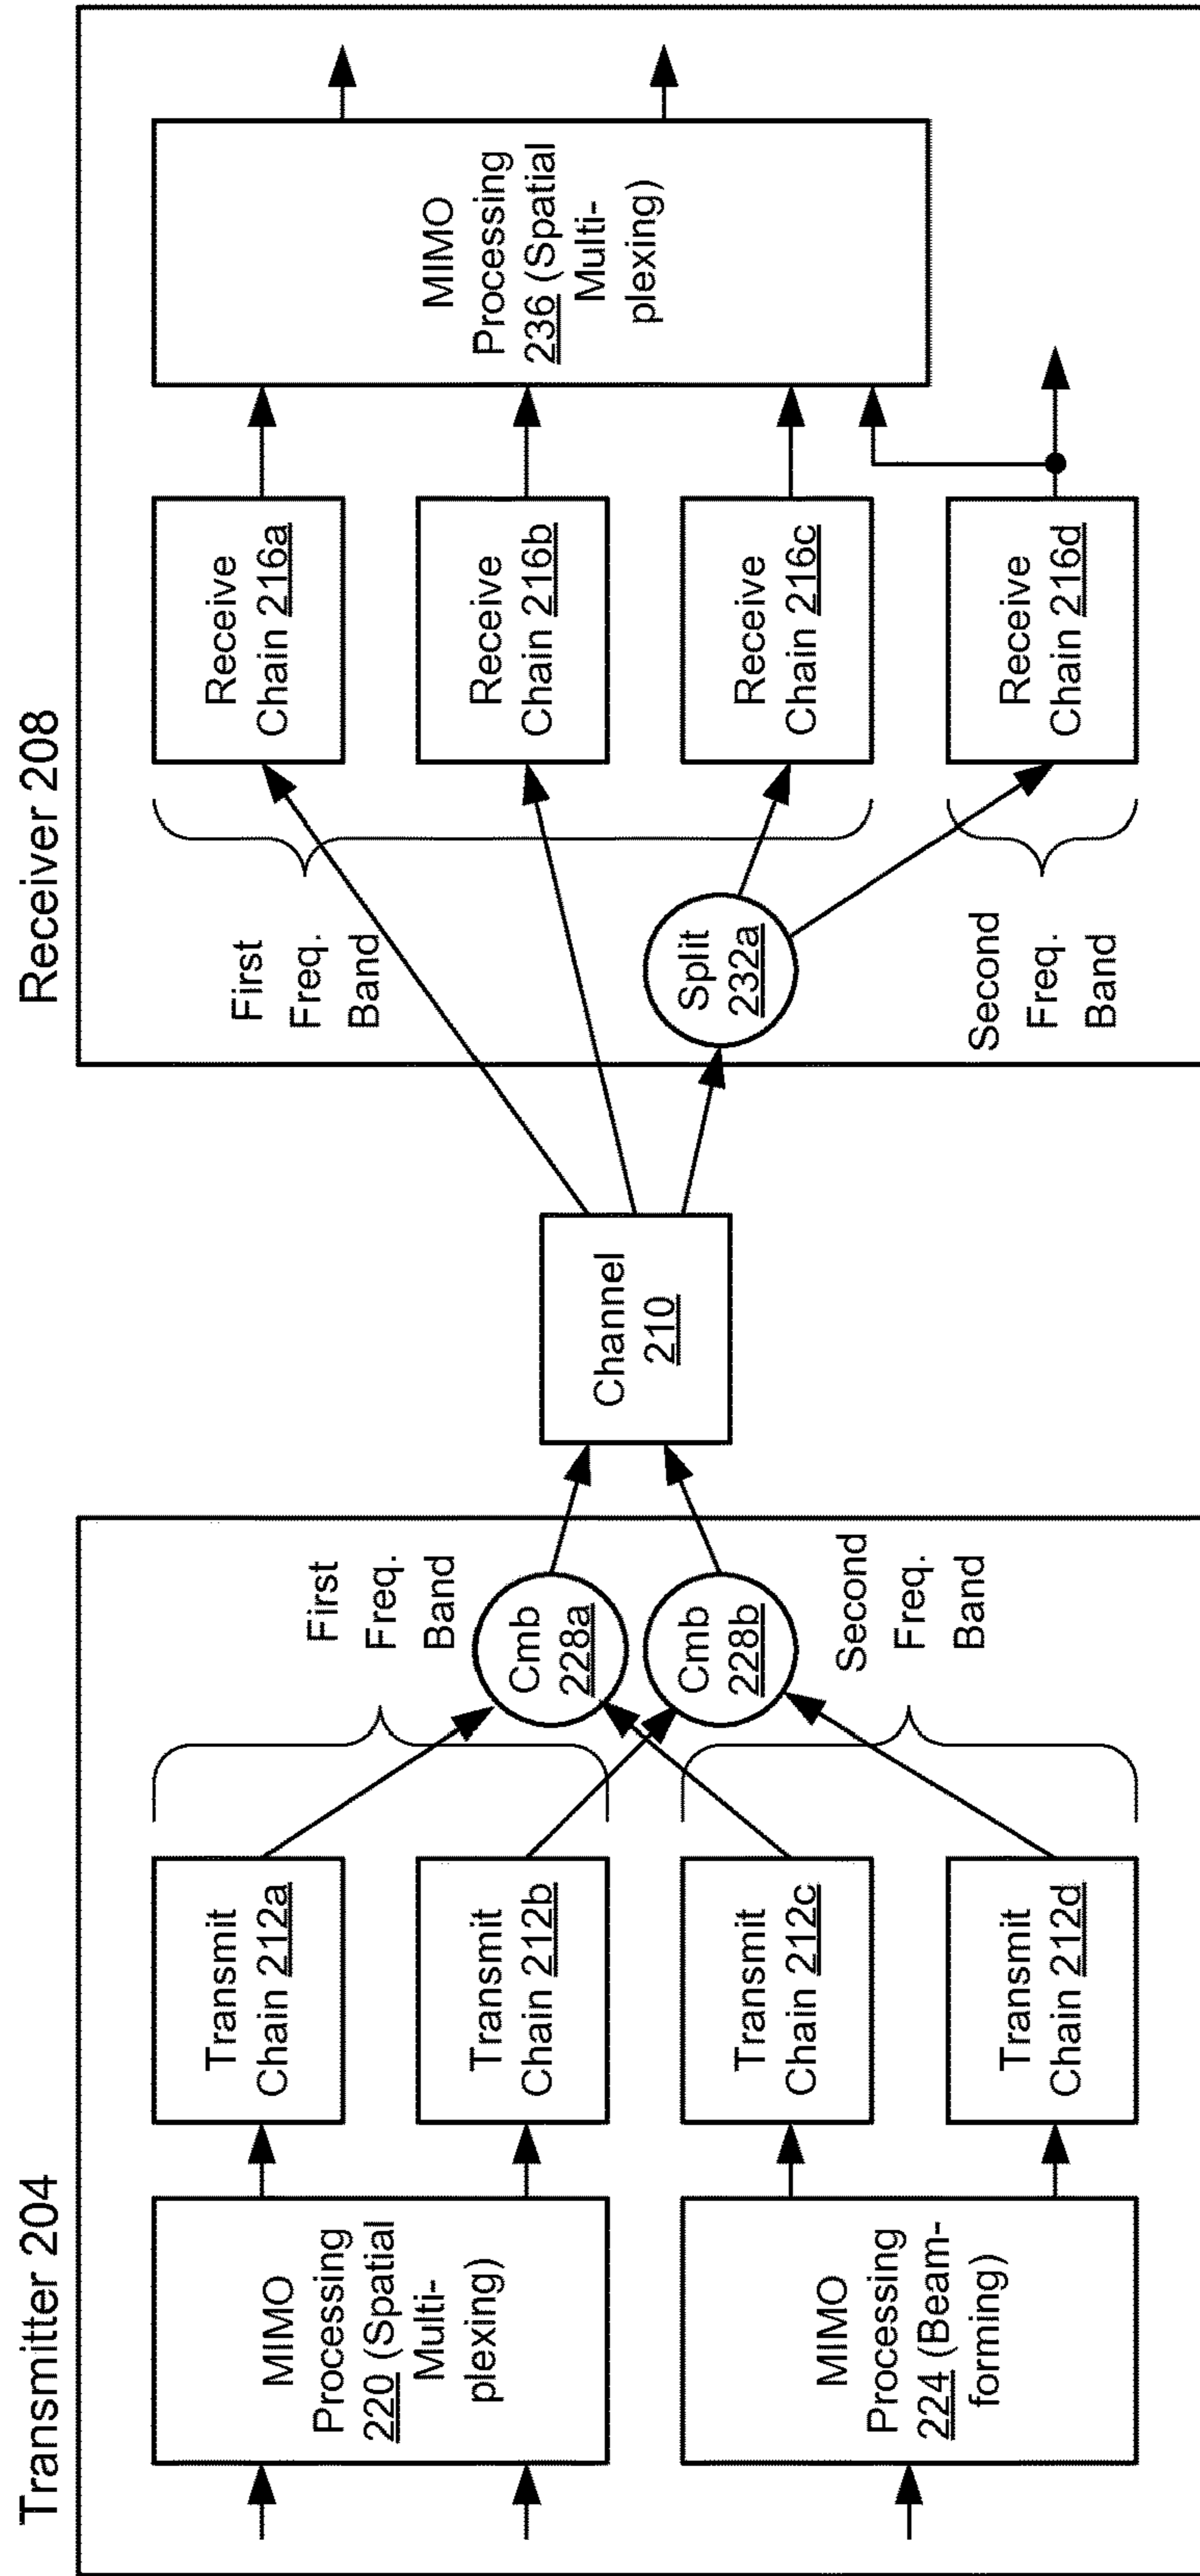 Transmitter 204
MIMO
Processing
220 (Spatial
Multi-
plexing)
MIMO
Processing
224 (Beam-
forming)
Transmit
Chain 212a
Transmit
Chain 212b
Transmit
Chain 212c
Transmit
Chain 212d
First
Freq.
Band
Cmb
228a
Cmb
228b
Second
Freq.
Band
Channel
210
Receiver 208
First
Freq.
Band
Split
232a
Second
Freq.
Band
Receive
Chain 216a
Receive
Chain 216b
Receive
Chain 216c
Receive
Chain 216d
MIMO
Processing
236 (Spatial
Multi-
plexing)